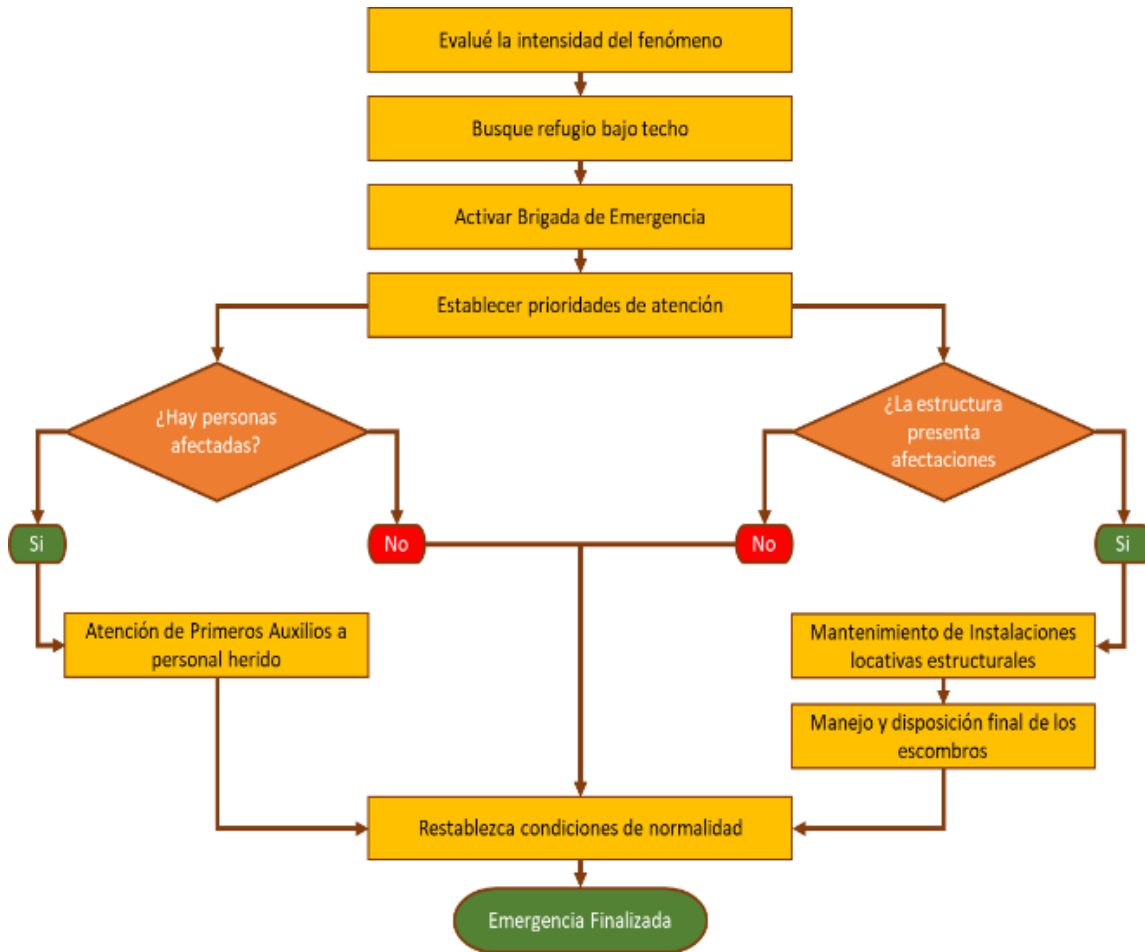 Evalué la intensidad del fenómeno
Busque refugio bajo techo
Activar Brigada de Emergencia
Establecer prioridades de atención
¿Hay personas
afectadas?
¿La estructura
presenta
afectaciones
Si
No
No
Si
Atención de Primeros Auxilios a
personal herido
Mantenimiento de Instalaciones
locativas estructurales
Manejo y disposición final de los
escombros
Restablezca condiciones de normalidad
Emergencia Finalizada